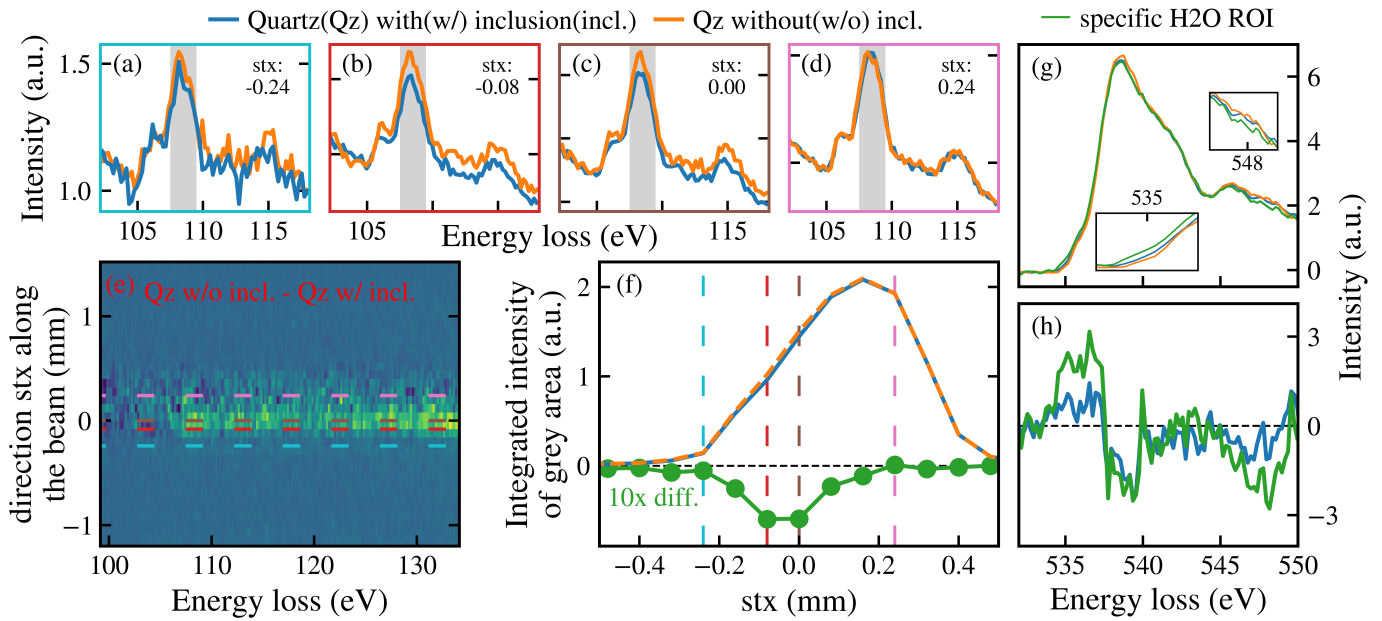 Quartz(Qz) with(w/) inclusion(incl.)
Qz without(w/o) incl.
specific H2O ROI
Intensity (a.u.)
1.5
1.0
(a)
stx:
-0.24
105
110
115
(b)
stx:
-0.08
105
(c)
stx:
0.00
115
(d)
stx:
0.24
105
110
115
Energy loss (eV)
(g)
548
535
6
4
2
0
Intensity (a.u.)
(e)
Qz w/o incl. - Qz w/ incl.
direction stx along
the beam (mm)
1
0
−1
100
110
120
130
Energy loss (eV)
(f)
Integrated intensity
of grey area (a.u.)
2
1
0
10x diff.
−0.4
−0.2
0.0
0.2
0.4
stx (mm)
(h)
3
0
−3
535
540
545
550
Energy loss (eV)